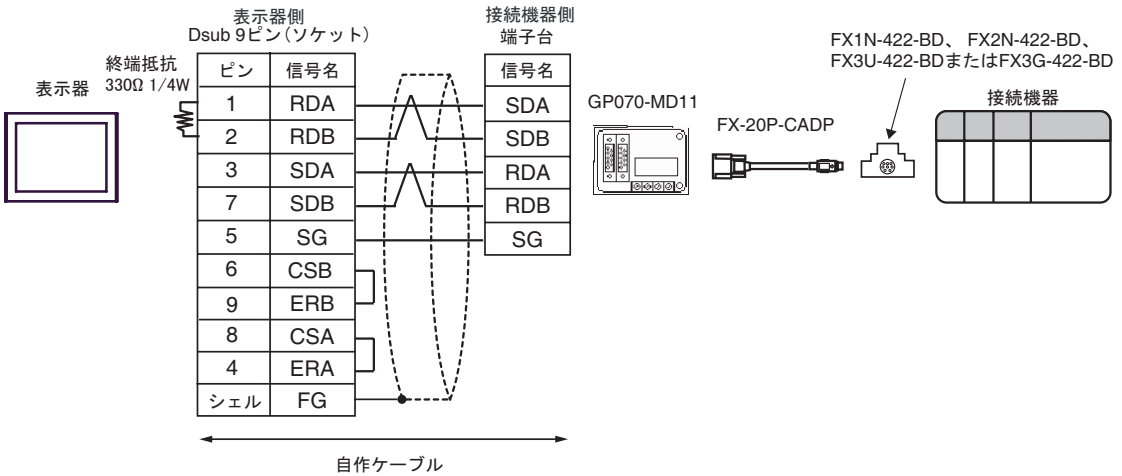 表示器側
Dsub 9ピン(ソケット)
接続機器側
端子台
FX1N-422-BD、 FX2N-422-BD、
FX3U-422-BDまたはFX3G-422-BD
終端抵抗
330Ω 1/4W
表示器
ピン 信号名
信号名
接続機器
1 RDA
SDA
GP070-MD11
FX-20P-CADP
2 RDB
SDB
3 SDA
RDA
7 SDB
RDB
5 SG
SG
6 CSB
9 ERB
8 CSA
4 ERA
シェル FG
自作ケーブル